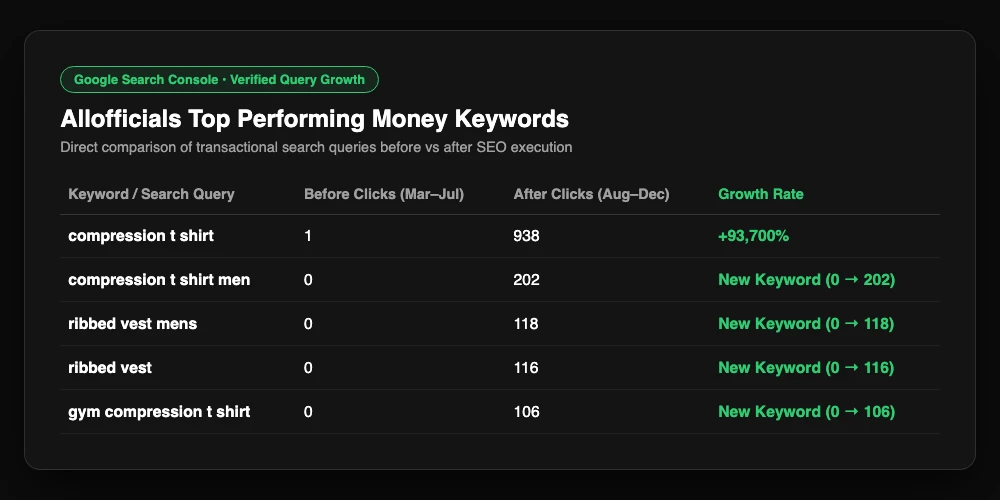 Google Search Console • Verified Query Growth
Allofficials Top Performing Money Keywords
Direct comparison of transactional search queries before vs after SEO execution
Keyword / Search Query Before Clicks (Mar–Jul) After Clicks (Aug–Dec) Growth Rate
compression t shirt 1 938 +93,700%
compression t shirt men 0 202 New Keyword (0 → 202)
ribbed vest mens 0 118 New Keyword (0 → 118)
ribbed vest 0 116 New Keyword (0 → 116)
gym compression t shirt 0 106 New Keyword (0 → 106)